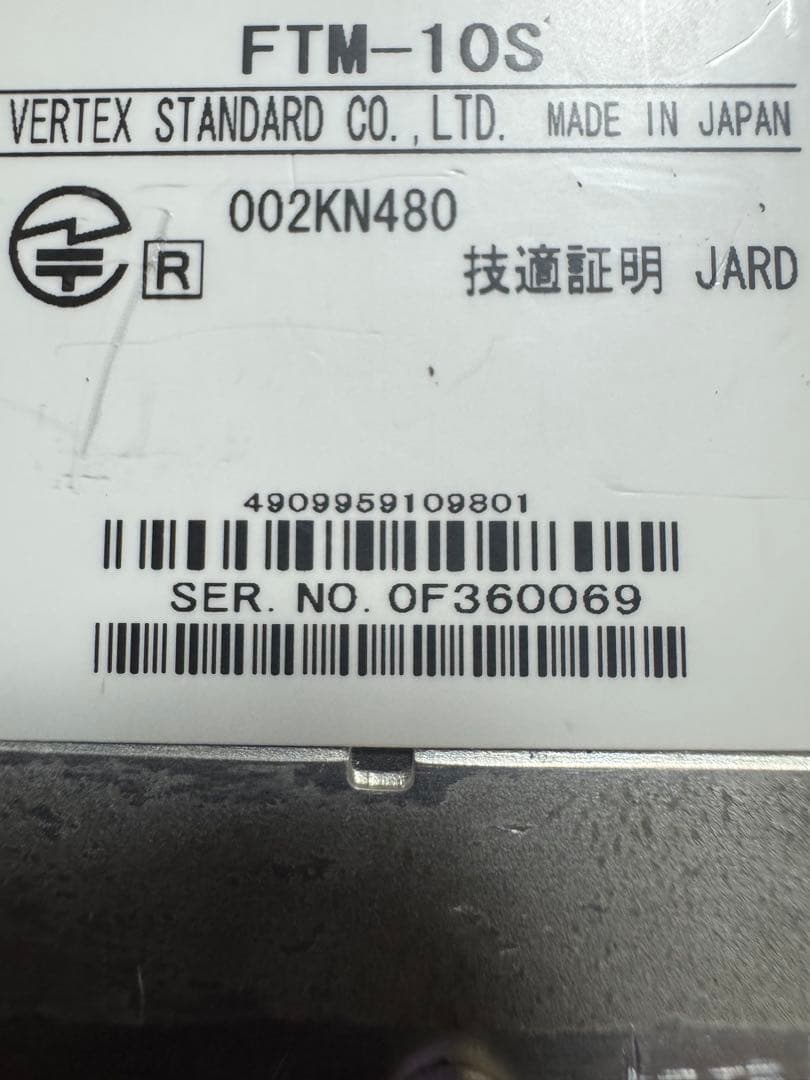 FTM-10S
VERTEX STANDARD CO.,LTD. MADE IN JAPAN
R 002KN480
技適証明 JARD
4909959109801
SER. NO. 0F360069